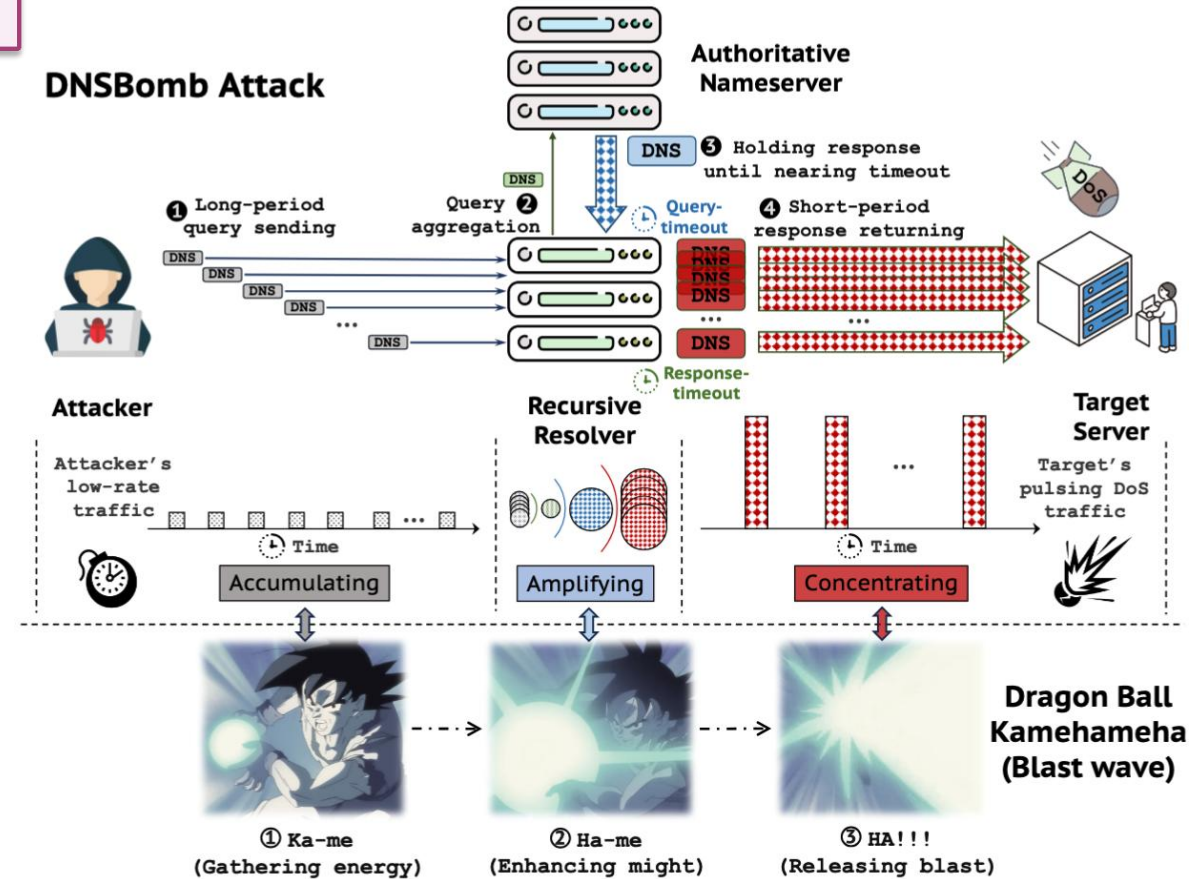 DNSBomb Attack
Authoritative
Nameserver
DNS
❸ Holding response
until nearing timeout
DoS
DNS
❶ Long-period
query sending
Query ❷
aggregation
Query-
timeout
❹ Short-period
response returning
DNS
DNS
DNS
DNS
...
DNS
DNS
DNS
DNS
DNS
...
...
DNS
Response-
timeout
Attacker
Recursive
Resolver
Target
Server
Attacker's
low-rate
traffic
...
Time
...
Time
Target's
pulsing DoS
traffic
Accumulating
Amplifying
Concentrating
Dragon Ball
Kamehameha
(Blast wave)
① Ka-me
(Gathering energy)
② Ha-me
(Enhancing might)
③ HA!!!
(Releasing blast)